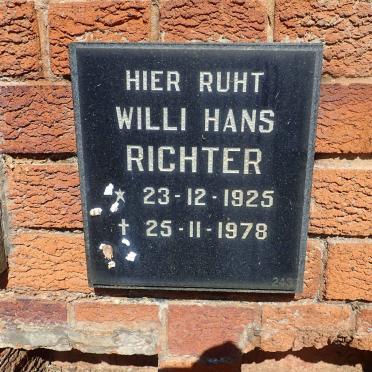 HIER RUHT
WILLI HANS
RICHTER
* 23-12-1925
† 25-11-1978